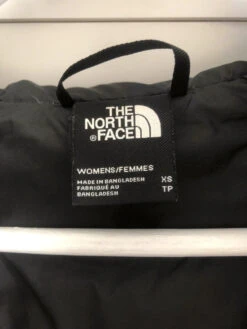 THE
NORTH
FACE
®
WOMENS/FEMMES
MADE IN BANGLADESH XS
FABRIQUÉ AU TP
BANGLADESH